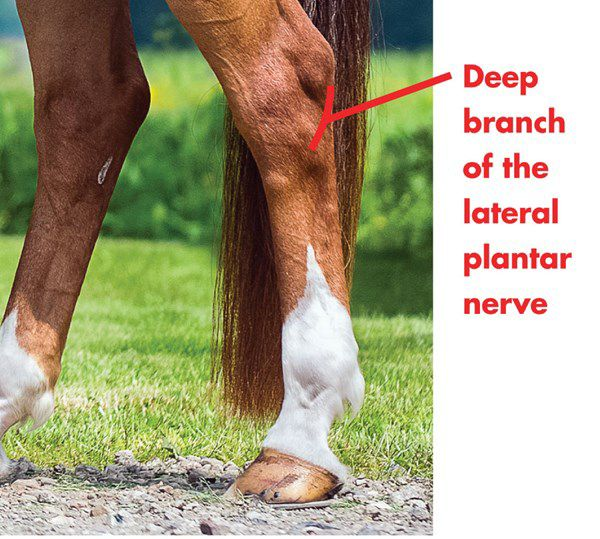 Deep
branch
of the
lateral
plantar
nerve